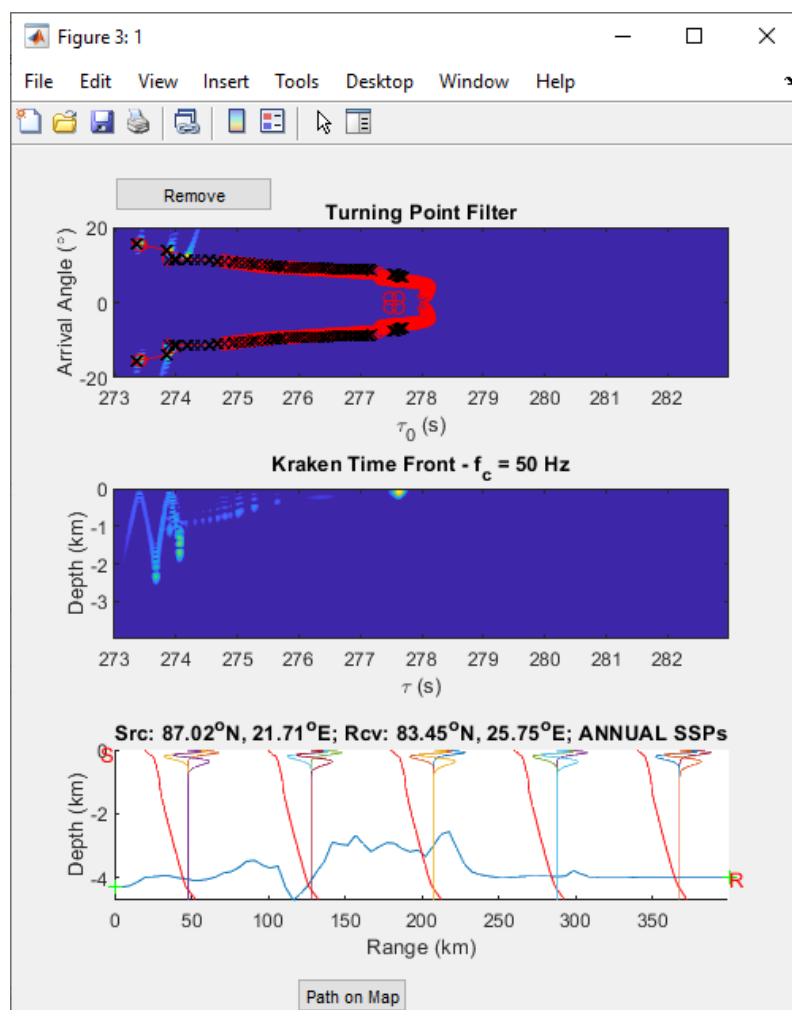 Figure 3: 1
File Edit View Insert Tools Desktop Window Help
Remove
Turning Point Filter
Arrival Angle (°)
20
0
-20
273 274 275 276 277 278 279 280 281 282
τ0 (s)
Kraken Time Front - fc = 50 Hz
Depth (km)
0
-1
-2
-3
273 274 275 276 277 278 279 280 281 282
τ (s)
Src: 87.02oN, 21.71oE; Rcv: 83.45oN, 25.75oE; ANNUAL SSPs
Depth (km)
0
-2
-4
S
R
0 50 100 150 200 250 300 350
Range (km)
Path on Map